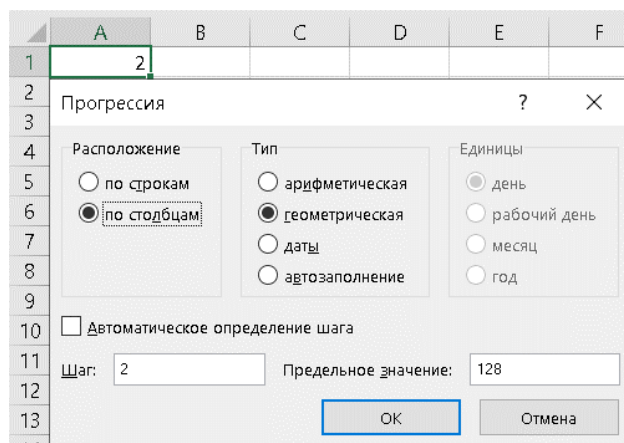 A B C D E F
1 2
2
Прогрессия ? ×
3
4 Расположение Тип Единицы
5 по строкам арифметическая день
6 по столбцам геометрическая рабочий день
7 даты месяц
8 автозаполнение год
9
10 Автоматическое определение шага
11 Шаг: 2 Предельное значение: 128
12
13 ОК Отмена